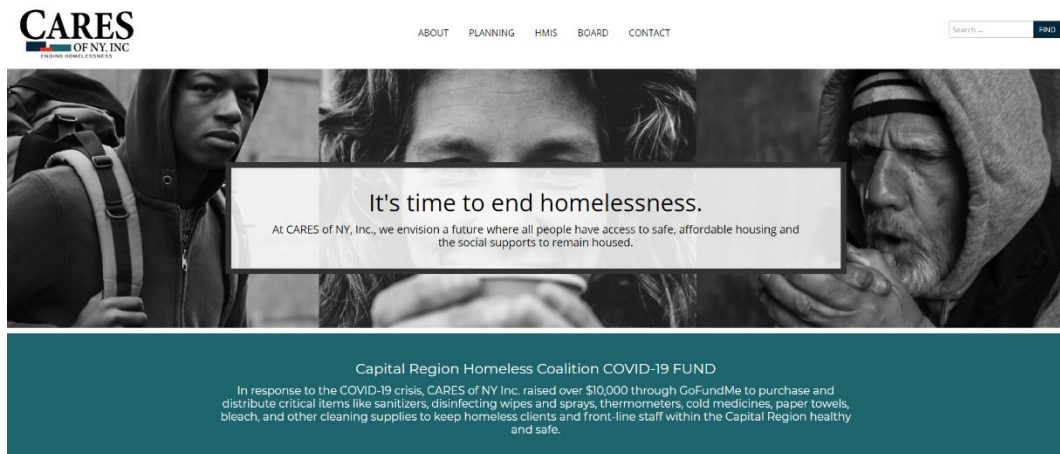 CARES
OF NY, INC
ENDING HOMELESSNESS
ABOUT PLANNING HMIS BOARD CONTACT
Search ... FIND
It's time to end homelessness.
At CARES of NY, Inc., we envision a future where all people have access to safe, affordable housing and
the social supports to remain housed.
Capital Region Homeless Coalition COVID-19 FUND
In response to the COVID-19 crisis, CARES of NY Inc. raised over $10,000 through GoFundMe to purchase and
distribute critical items like sanitizers, disinfecting wipes and sprays, thermometers, cold medicines, paper towels,
bleach, and other cleaning supplies to keep homeless clients and front-line staff within the Capital Region healthy
and safe.